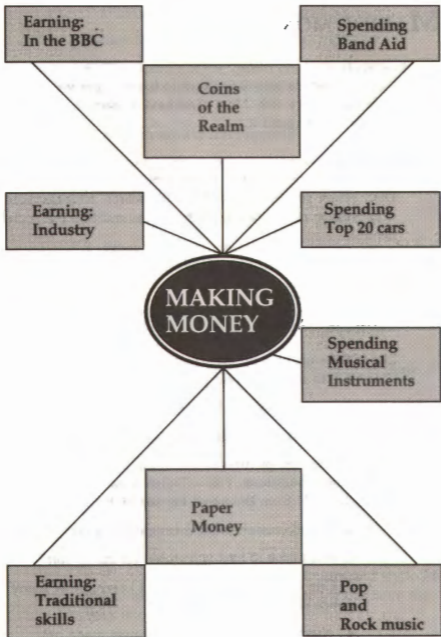 Earning:
In the BBC
Spending
Band Aid
Coins
of the
Realm
Earning:
Industry
Spending
Top 20 cars
MAKING
MONEY
Spending
Musical
Instruments
Paper
Money
Earning:
Traditional
skills
Pop
and
Rock music